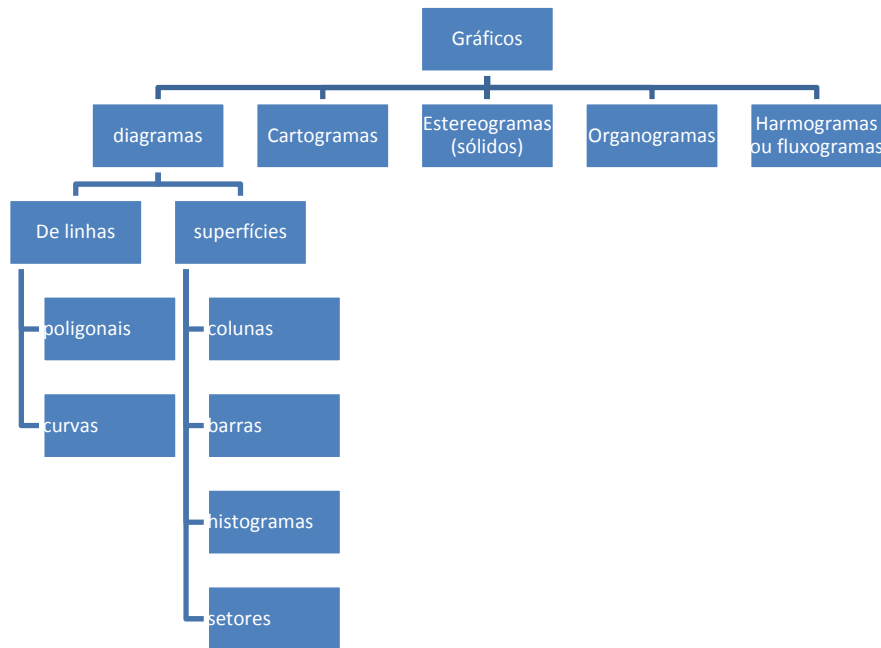 Gráficos
diagramas
Cartogramas
Estereogramas
(sólidos)
Organogramas
Harmogramas
ou fluxogramas
De linhas
superfícies
poligonais
curvas
colunas
barras
histogramas
setores